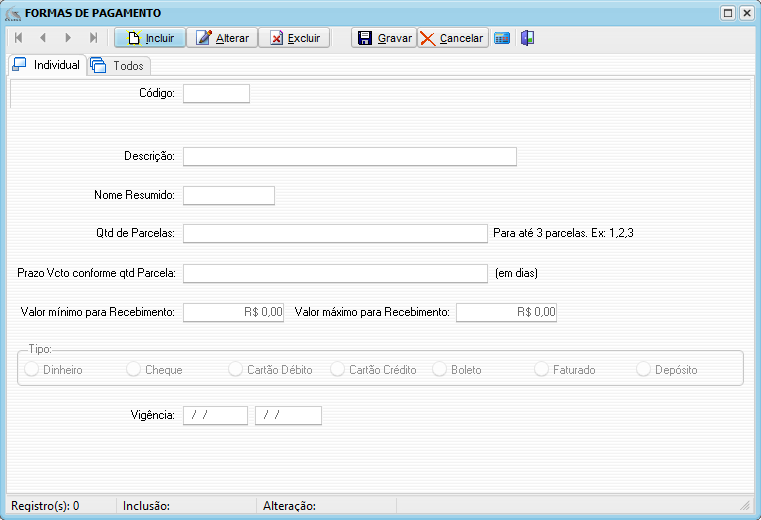 FORMAS DE PAGAMENTO
Incluir Alterar Excluir Gravar Cancelar
Individual Todos
Código:
Descrição:
Nome Resumido:
Qtd de Parcelas: Para até 3 parcelas. Ex: 1,2,3
Prazo Vcto conforme qtd Parcela: (em dias)
Valor mínimo para Recebimento: R$ 0,00 Valor máximo para Recebimento: R$ 0,00
Tipo:
Dinheiro Cheque Cartão Débito Cartão Crédito Boleto Faturado Depósito
Vigência: / / / /
Registro(s): 0 Inclusão: Alteração: